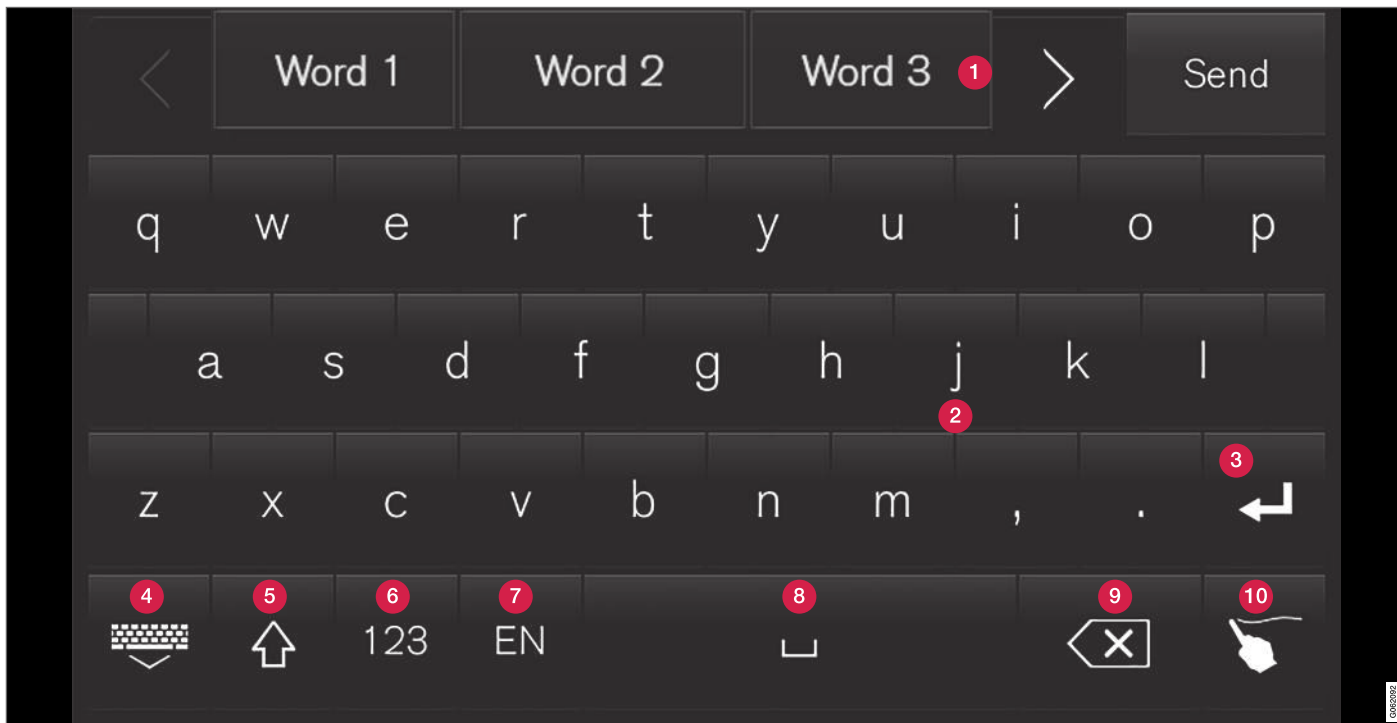 Word 1 Word 2 Word 3 1 Send
q w e r t y u i o p
a s d f g h j k l
2
z x c v b n m , . 3
4 5 6 7 8 9 10
123 EN
G062092